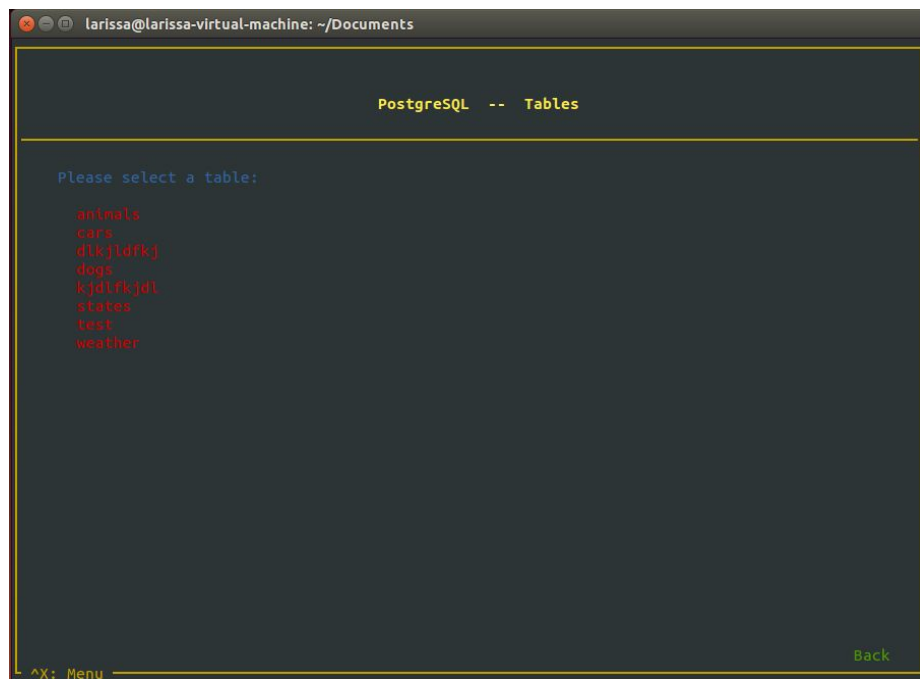 larissa@larissa-virtual-machine: ~/Documents
PostgreSQL -- Tables
Please select a table:
animals
cars
dlkjldfkj
dogs
kjdlfkjdl
states
test
weather
Back
^X: Menu